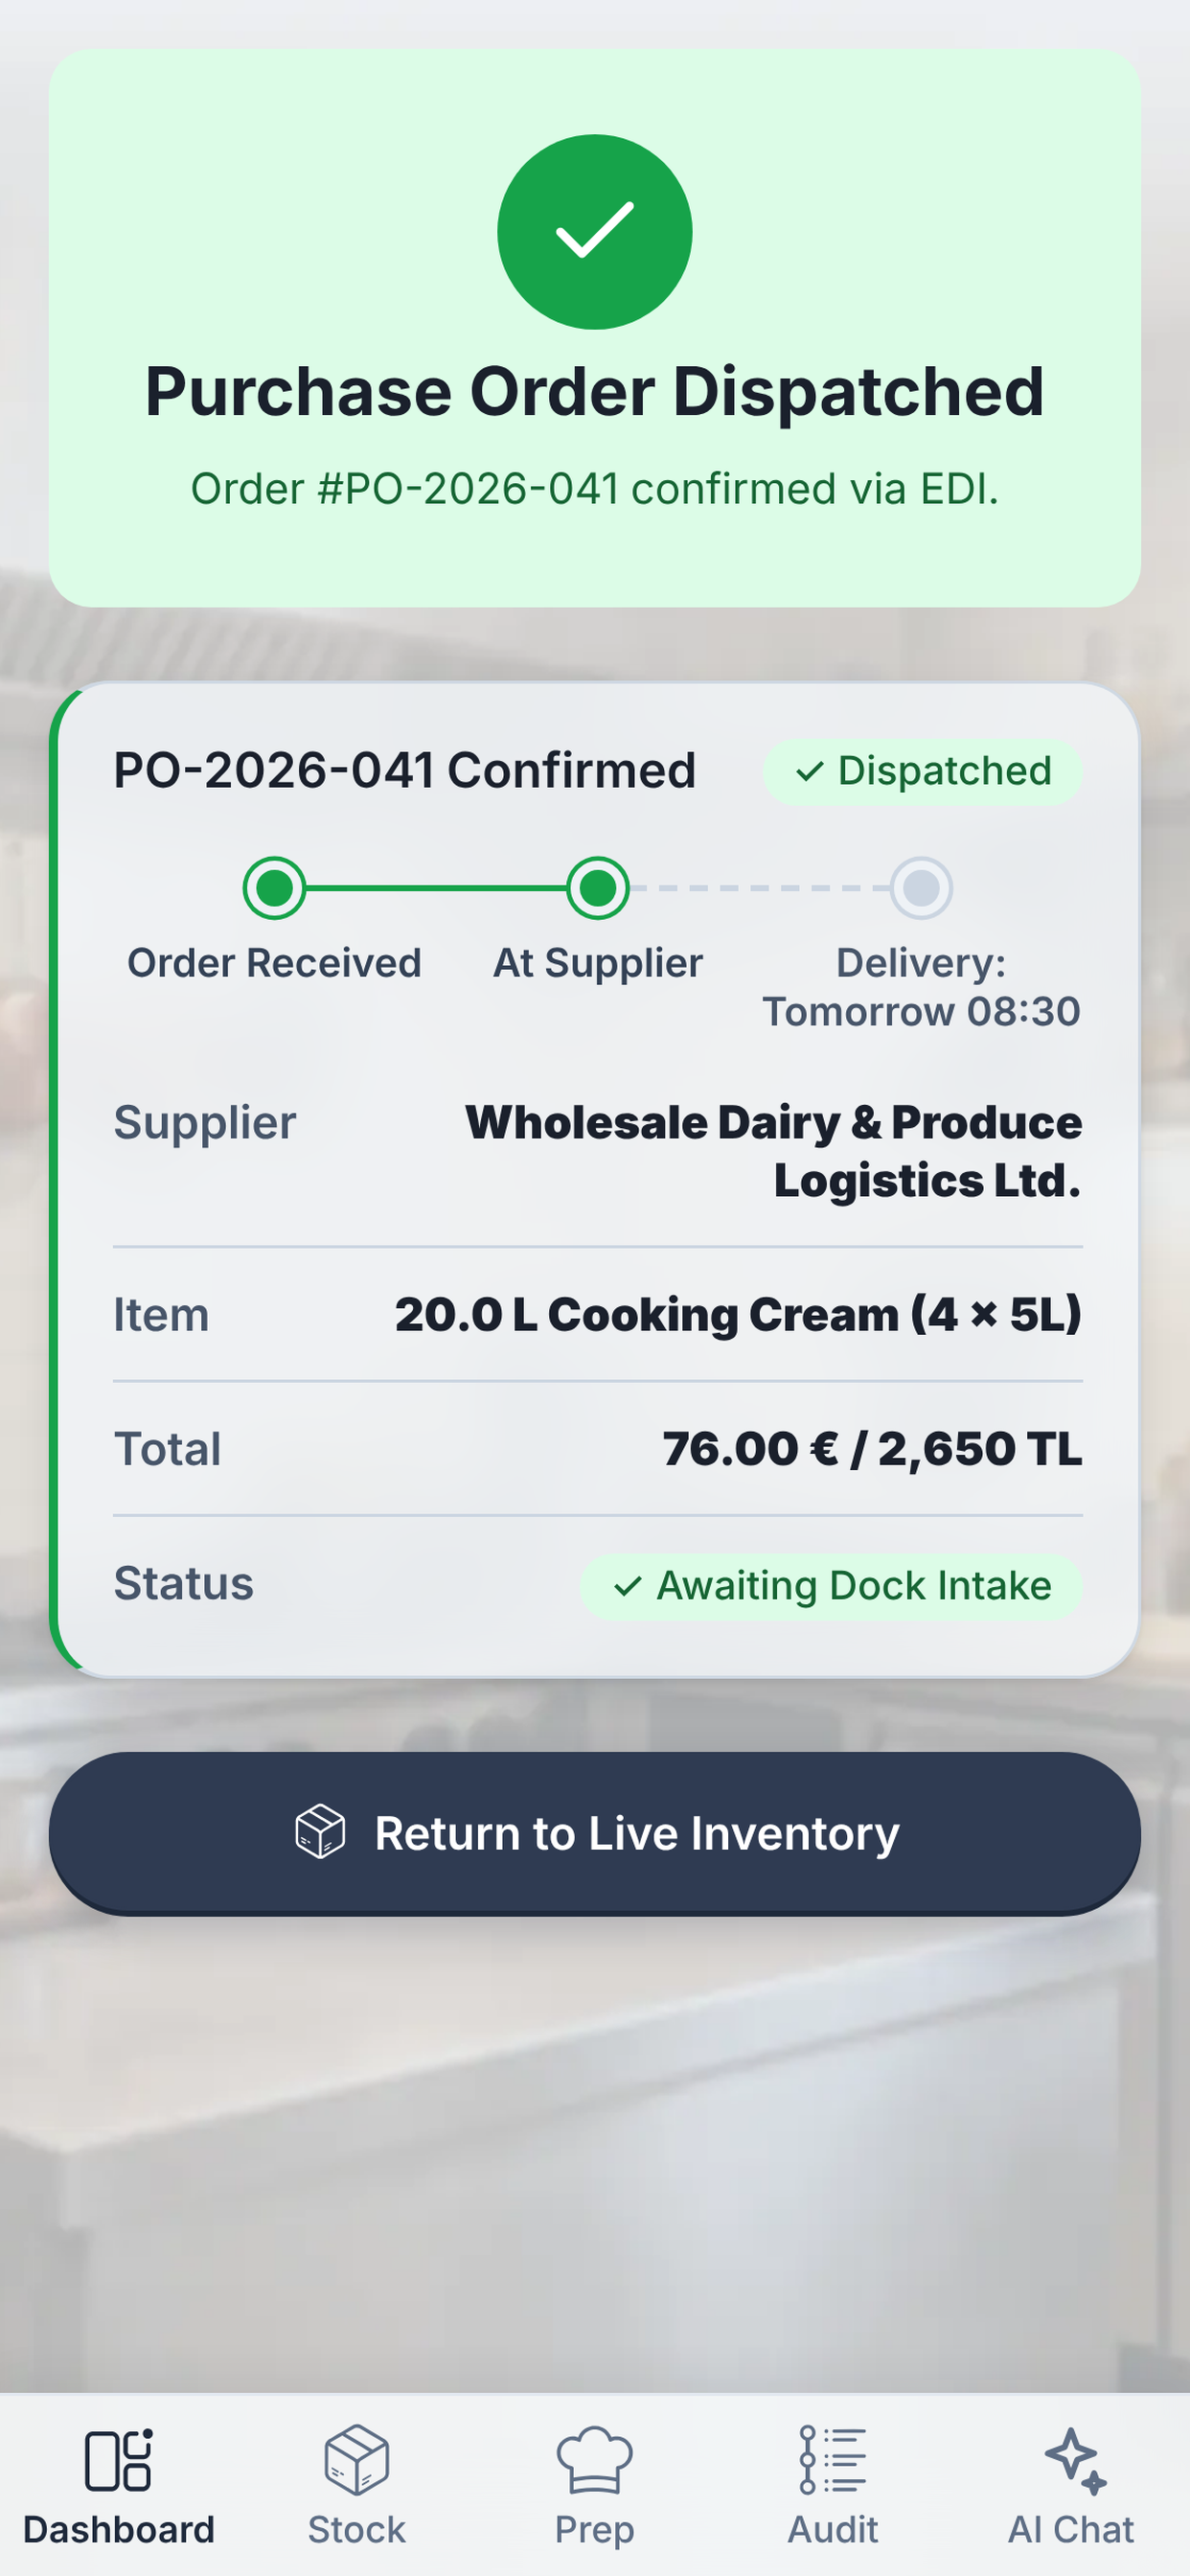 Purchase Order Dispatched
Order #PO-2026-041 confirmed via EDI.
PO-2026-041 Confirmed
✓ Dispatched
Order Received
At Supplier
Delivery:
Tomorrow 08:30
Supplier
Wholesale Dairy & Produce
Logistics Ltd.
Item
20.0 L Cooking Cream (4 × 5L)
Total
76.00 € / 2,650 TL
Status
✓ Awaiting Dock Intake
Return to Live Inventory
Dashboard
Stock
Prep
Audit
AI Chat